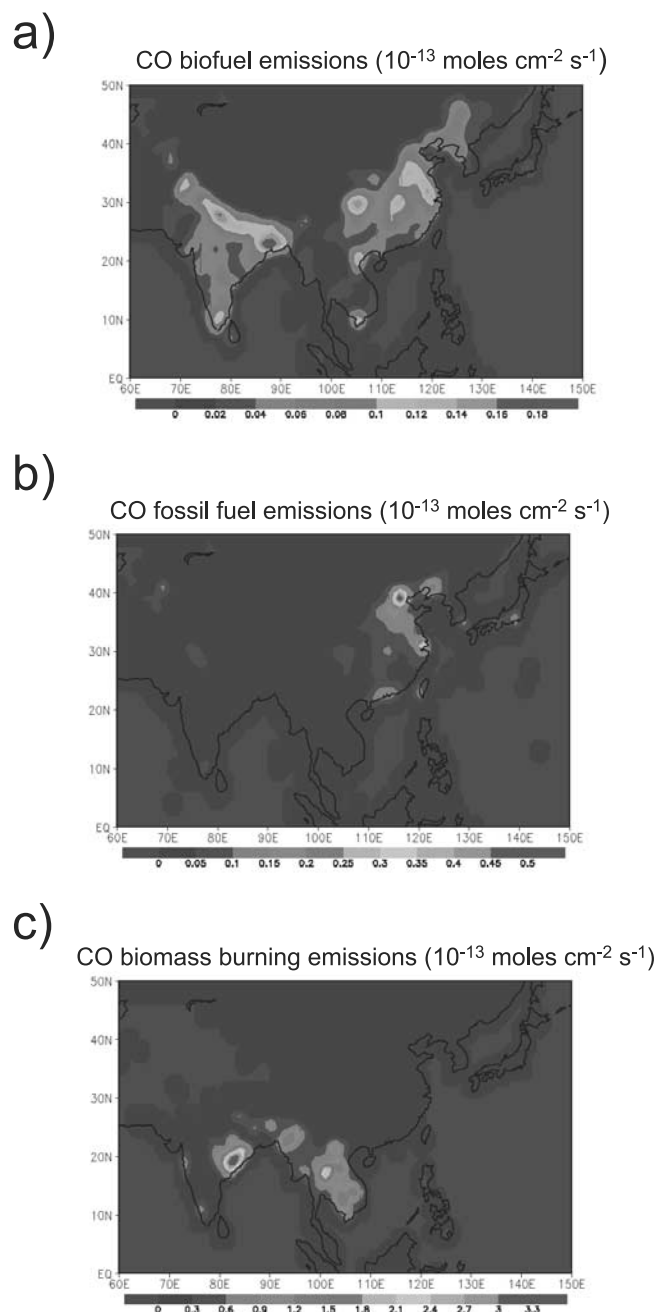 a)
CO biofuel emissions (10⁻¹³ moles cm⁻² s⁻¹)
50N
40N
30N
20N
10N
EQ
60E 70E 80E 90E 100E 110E 120E 130E 140E 150E
0 0.02 0.04 0.06 0.08 0.1 0.12 0.14 0.16 0.18
b)
CO fossil fuel emissions (10⁻¹³ moles cm⁻² s⁻¹)
50N
40N
30N
20N
10N
EQ
60E 70E 80E 90E 100E 110E 120E 130E 140E 150E
0 0.05 0.1 0.15 0.2 0.25 0.3 0.35 0.4 0.45 0.5
c)
CO biomass burning emissions (10⁻¹³ moles cm⁻² s⁻¹)
50N
40N
30N
20N
10N
EQ
60E 70E 80E 90E 100E 110E 120E 130E 140E 150E
0 0.3 0.6 0.9 1.2 1.5 1.8 2.1 2.4 2.7 3 3.3